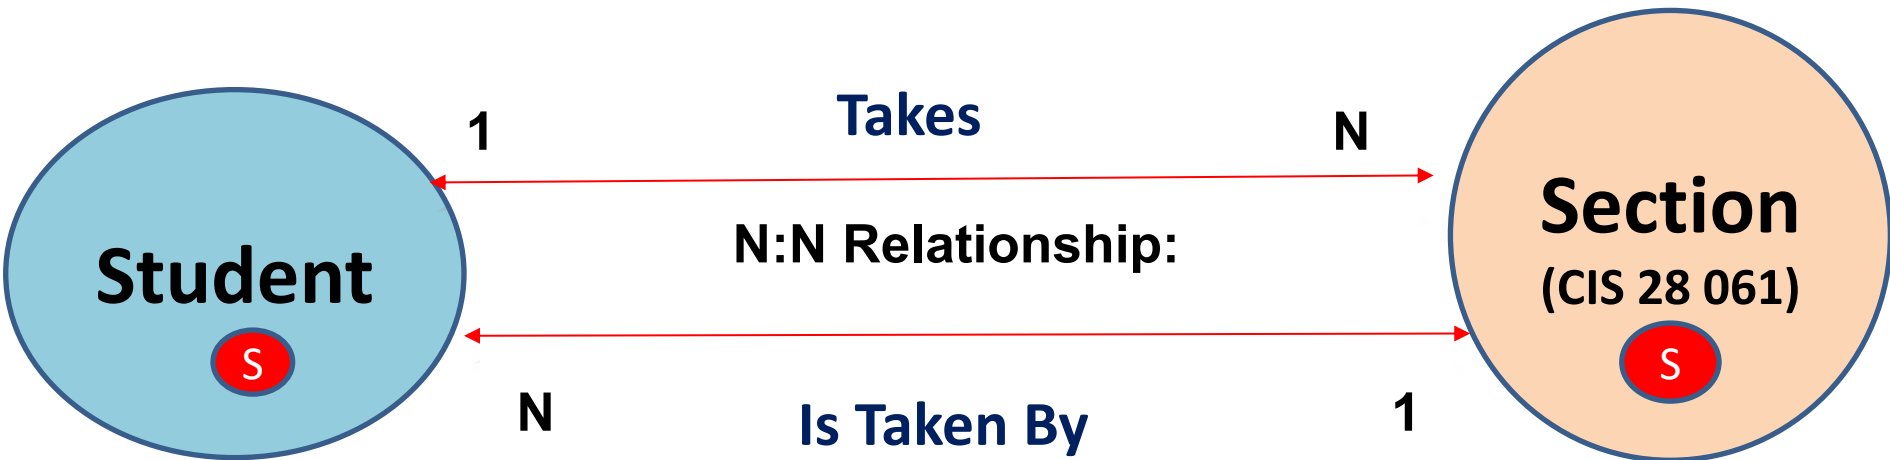 Takes
1
N
Student
S
N:N Relationship:
Section
(CIS 28 061)
S
N
Is Taken By
1